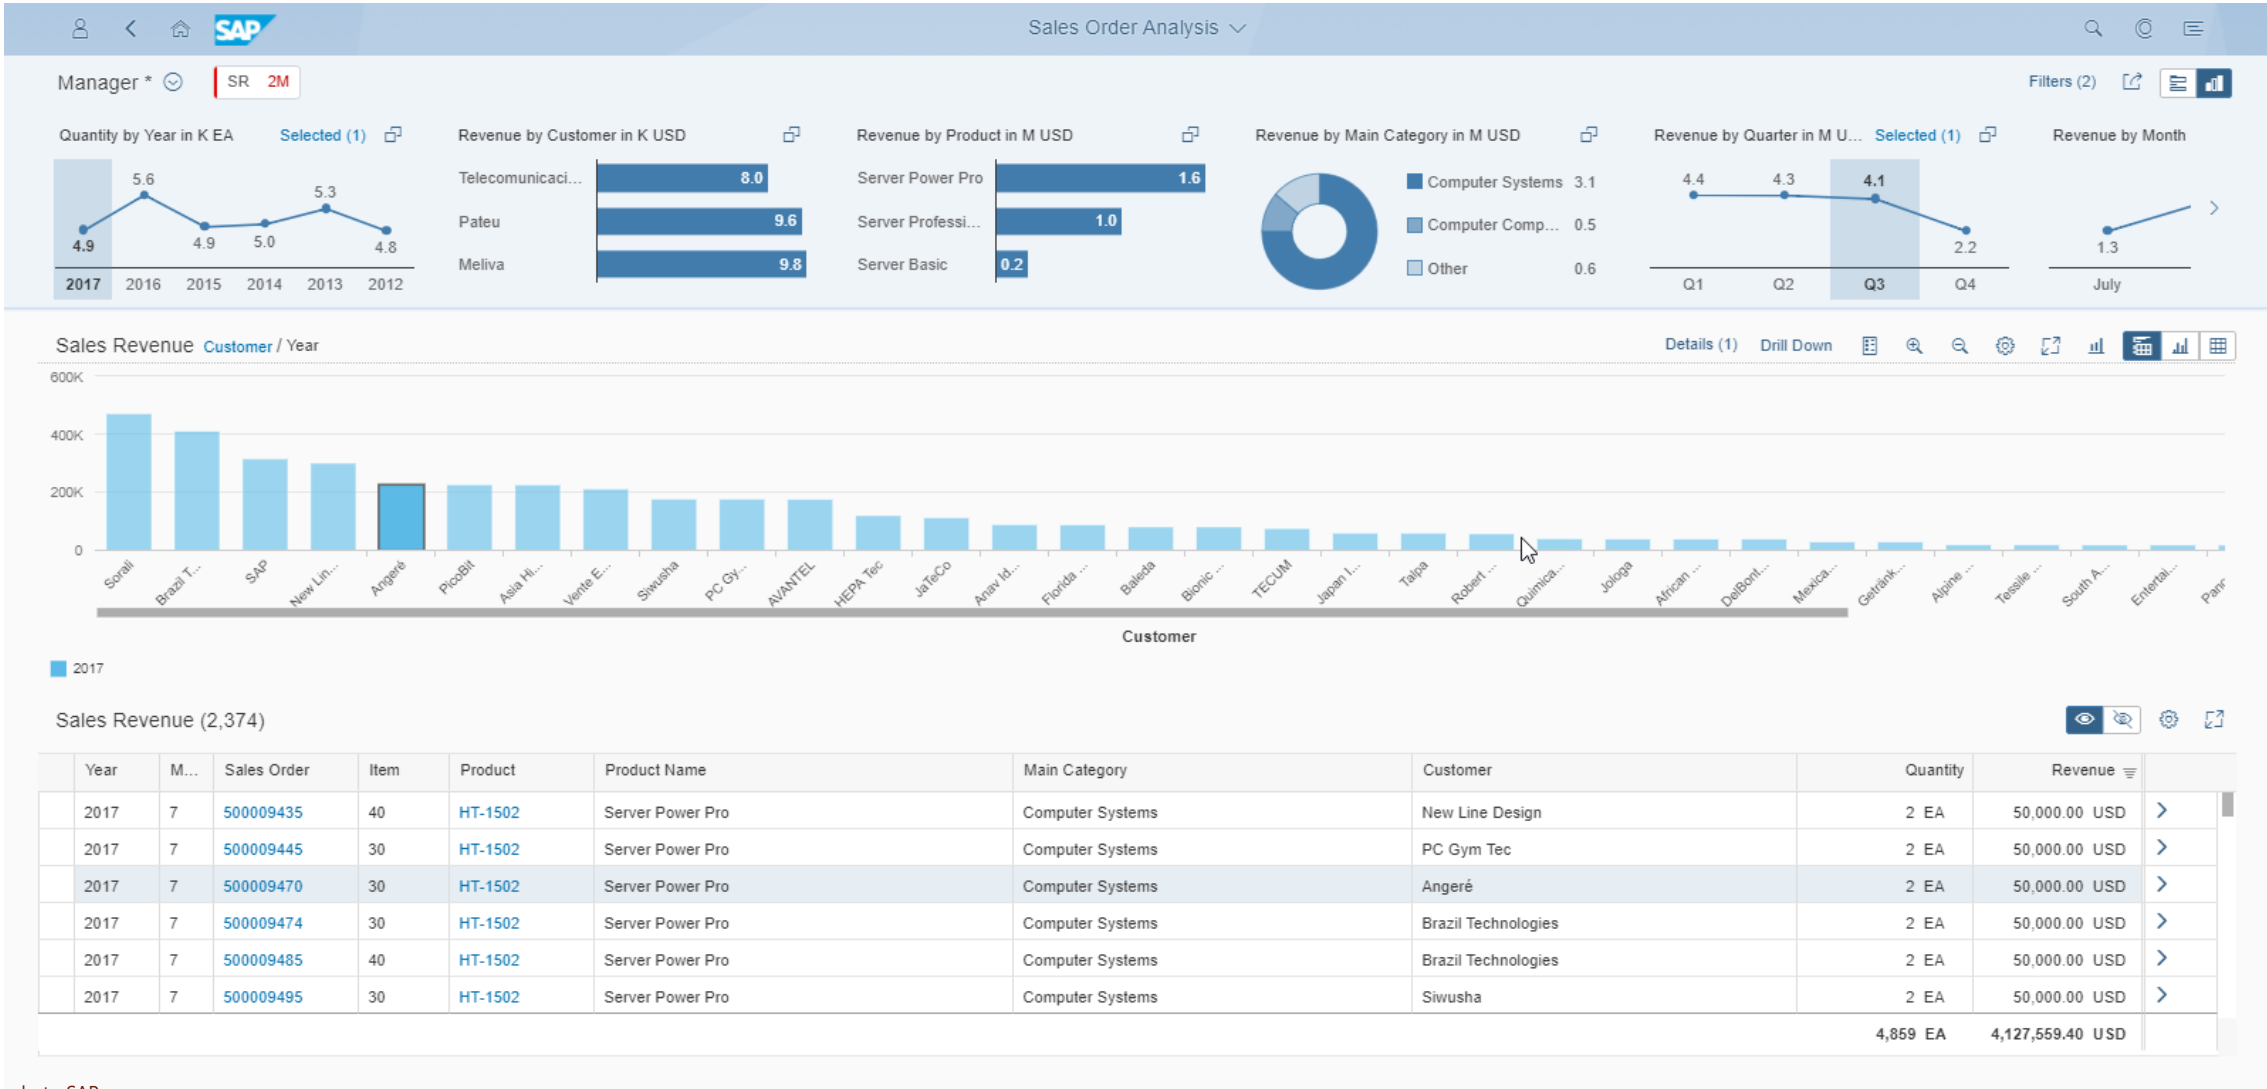 SAP
Sales Order Analysis
Manager *
SR 2M
Filters (2)
Quantity by Year in K EA Selected (1)
4.9 5.6 4.9 5.0 5.3 4.8
2017 2016 2015 2014 2013 2012
Revenue by Customer in K USD
Telecomunicaci... 8.0
Pateu 9.6
Meliva 9.8
Revenue by Product in M USD
Server Power Pro 1.6
Server Professi... 1.0
Server Basic 0.2
Revenue by Main Category in M USD
Computer Systems 3.1
Computer Comp... 0.5
Other 0.6
Revenue by Quarter in M U... Selected (1)
4.4 4.3 4.1 2.2
Q1 Q2 Q3 Q4
Revenue by Month
1.3
July
Sales Revenue Customer / Year
Details (1) Drill Down
600K
400K
200K
0
Sorali Brazil T... SAP New Lin... Angeré PicoBit Asia Hi... Vente E... Siwusha PC Gy... AVANTEL HEPA Tec JaTeCo Anav Id... Florida ... Baleda Bionic ... TECUM Japan I... Talpa Robert ... Quimica... Jologa African ... DelBont... Mexica... Getränk... Alpine ... Tessile ... South A... Entertai...
Customer
2017
Sales Revenue (2,374)
Year M... Sales Order Item Product Product Name Main Category Customer Quantity Revenue
2017 7 500009435 40 HT-1502 Server Power Pro Computer Systems New Line Design 2 EA 50,000.00 USD
2017 7 500009445 30 HT-1502 Server Power Pro Computer Systems PC Gym Tec 2 EA 50,000.00 USD
2017 7 500009470 30 HT-1502 Server Power Pro Computer Systems Angeré 2 EA 50,000.00 USD
2017 7 500009474 30 HT-1502 Server Power Pro Computer Systems Brazil Technologies 2 EA 50,000.00 USD
2017 7 500009485 40 HT-1502 Server Power Pro Computer Systems Brazil Technologies 2 EA 50,000.00 USD
2017 7 500009495 30 HT-1502 Server Power Pro Computer Systems Siwusha 2 EA 50,000.00 USD
4,859 EA 4,127,559.40 USD